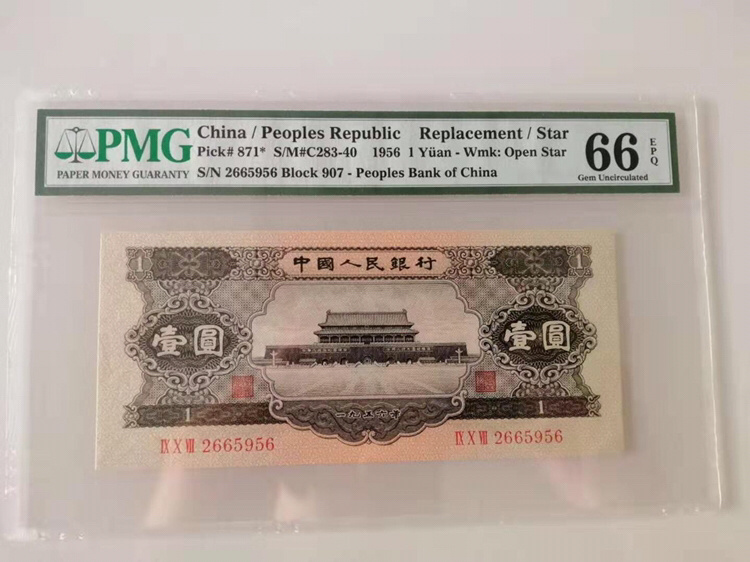 PMG
PAPER MONEY GUARANTY
China / Peoples Republic Replacement / Star
Pick# 871* S/M#C283-40 1956 1 Yüan - Wmk: Open Star
S/N 2665956 Block 907 - Peoples Bank of China
66 EPQ
Gem Uncirculated
中國人民銀行
1 1
壹圓 壹圓
一九五六年
1 1
IX X VII 2665956 IX X VII 2665956